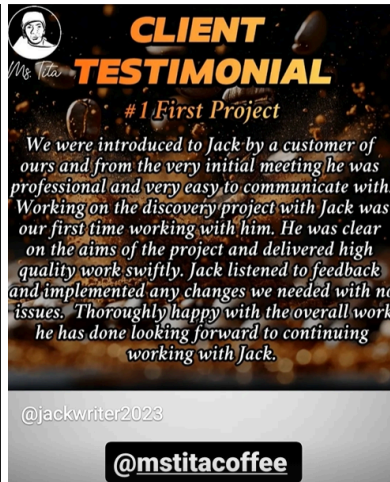 CLIENT
Ms. Tita TESTIMONIAL
#1 First Project
We were introduced to Jack by a customer of
ours and from the very initial meeting he was
professional and very easy to communicate with.
Working on the discovery project with Jack was
our first time working with him. He was clear
on the aims of the project and delivered high
quality work swiftly. Jack listened to feedback
and implemented any changes we needed with no
issues. Thoroughly happy with the overall work
he has done looking forward to continuing
working with Jack.
@jackwriter2023
@mstitacoffee